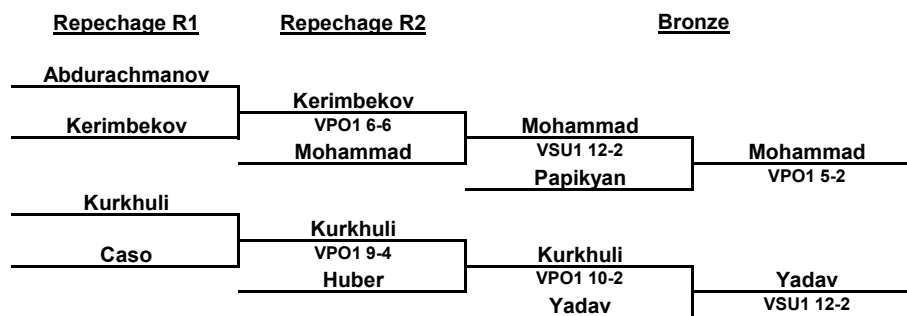 Repechage R1 Repechage R2 Bronze
Abdurachmanov
Kerimbekov
Kerimbekov
VPO1 6-6
Mohammad
Mohammad
VSU1 12-2
Papikyan
Mohammad
VPO1 5-2
Kurkhuli
Caso
Kurkhuli
VPO1 9-4
Huber
Kurkhuli
VPO1 10-2
Yadav
Yadav
VSU1 12-2